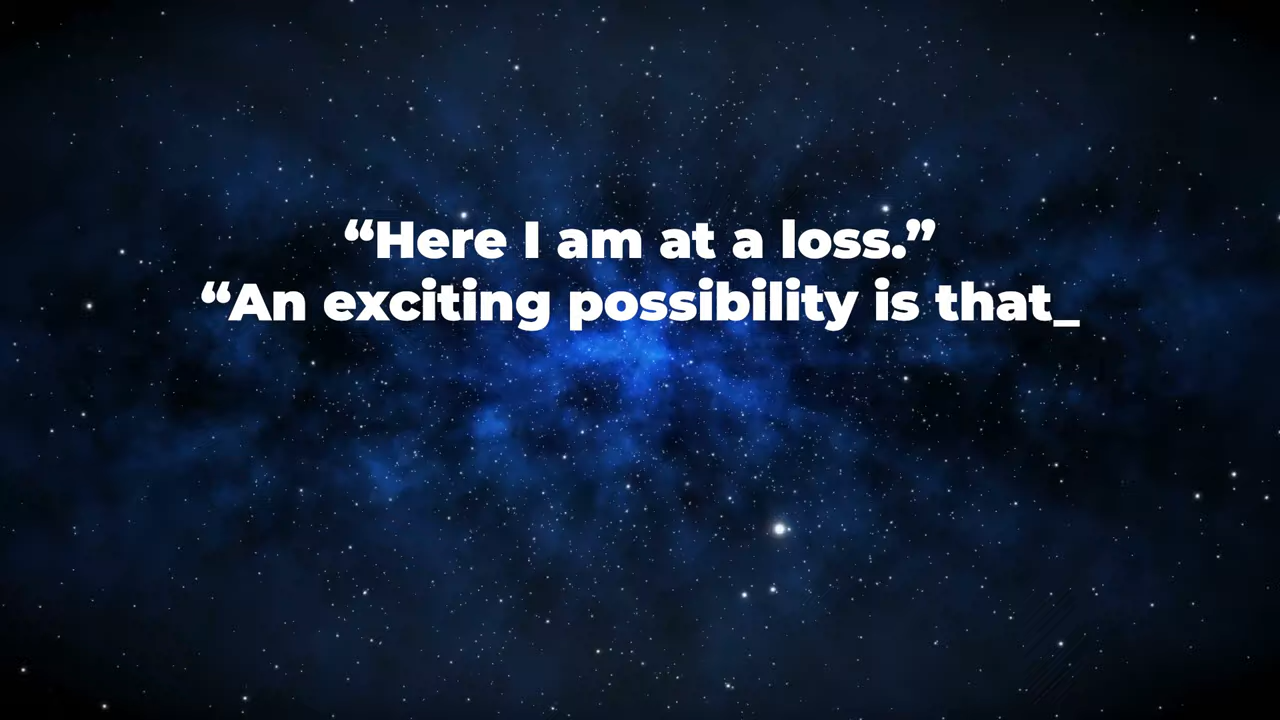 “Here I am at a loss.”
“An exciting possibility is that_